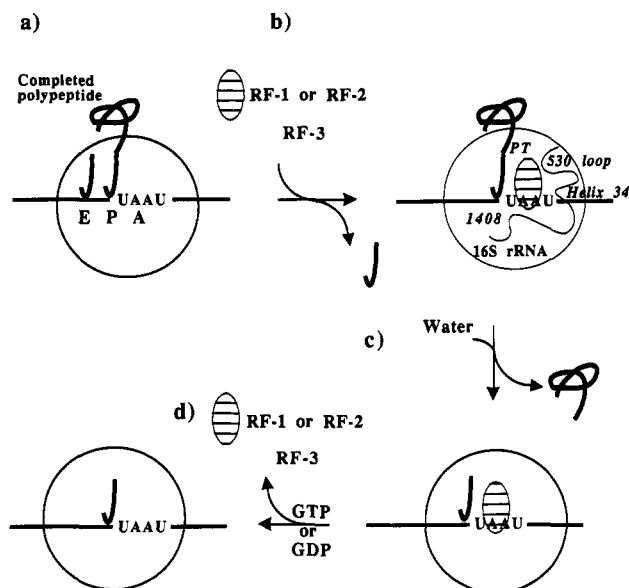 a)
b)
Completed
polypeptide
RF-1 or RF-2
RF-3
UAAU
E P A
PT
530 loop
UAAU
Helix 34
1408
16S rRNA
c)
Water
d)
RF-1 or RF-2
RF-3
GTP
or
GDP
UAAU
UAAU